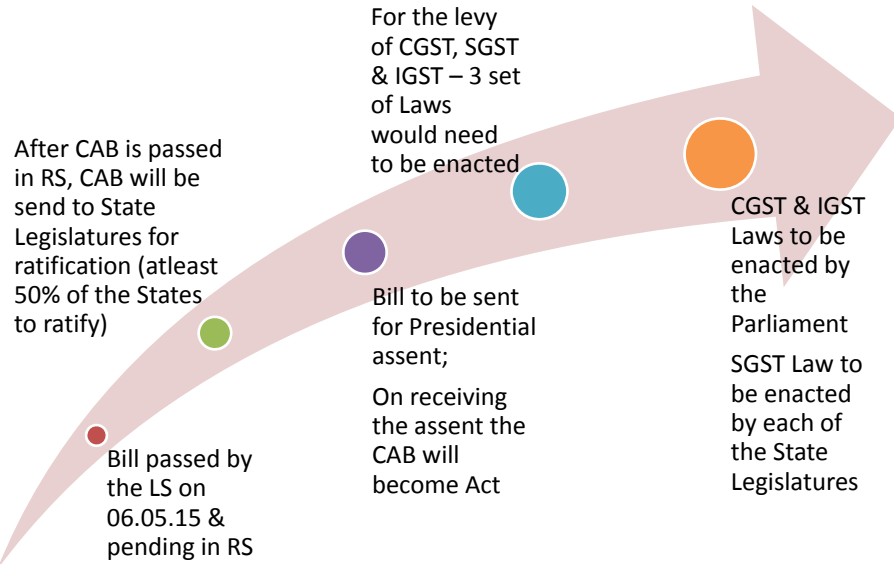 Bill passed by
the LS on
06.05.15 &
pending in RS
After CAB is passed
in RS, CAB will be
send to State
Legislatures for
ratification (atleast
50% of the States
to ratify)
Bill to be sent
for Presidential
assent;
On receiving
the assent the
CAB will
become Act
For the levy
of CGST, SGST
& IGST – 3 set
of Laws
would need
to be enacted
CGST & IGST
Laws to be
enacted by
the
Parliament
SGST Law to
be enacted
by each of
the State
Legislatures